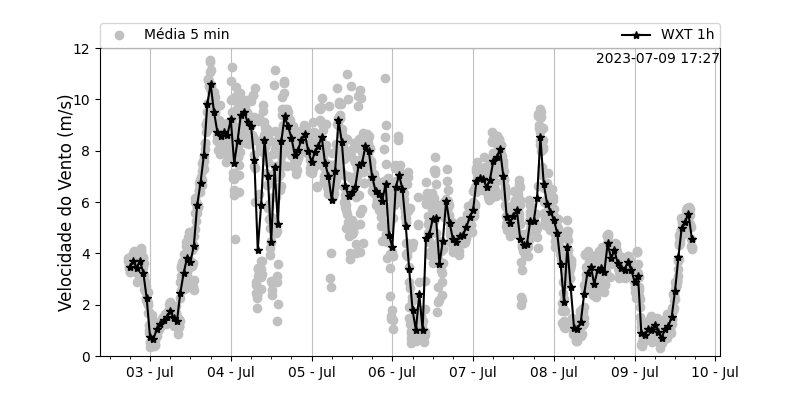 Média 5 min
WXT 1h
2023-07-09 17:27
Velocidade do Vento (m/s)
12
10
8
6
4
2
0
03 - Jul
04 - Jul
05 - Jul
06 - Jul
07 - Jul
08 - Jul
09 - Jul
10 - Jul